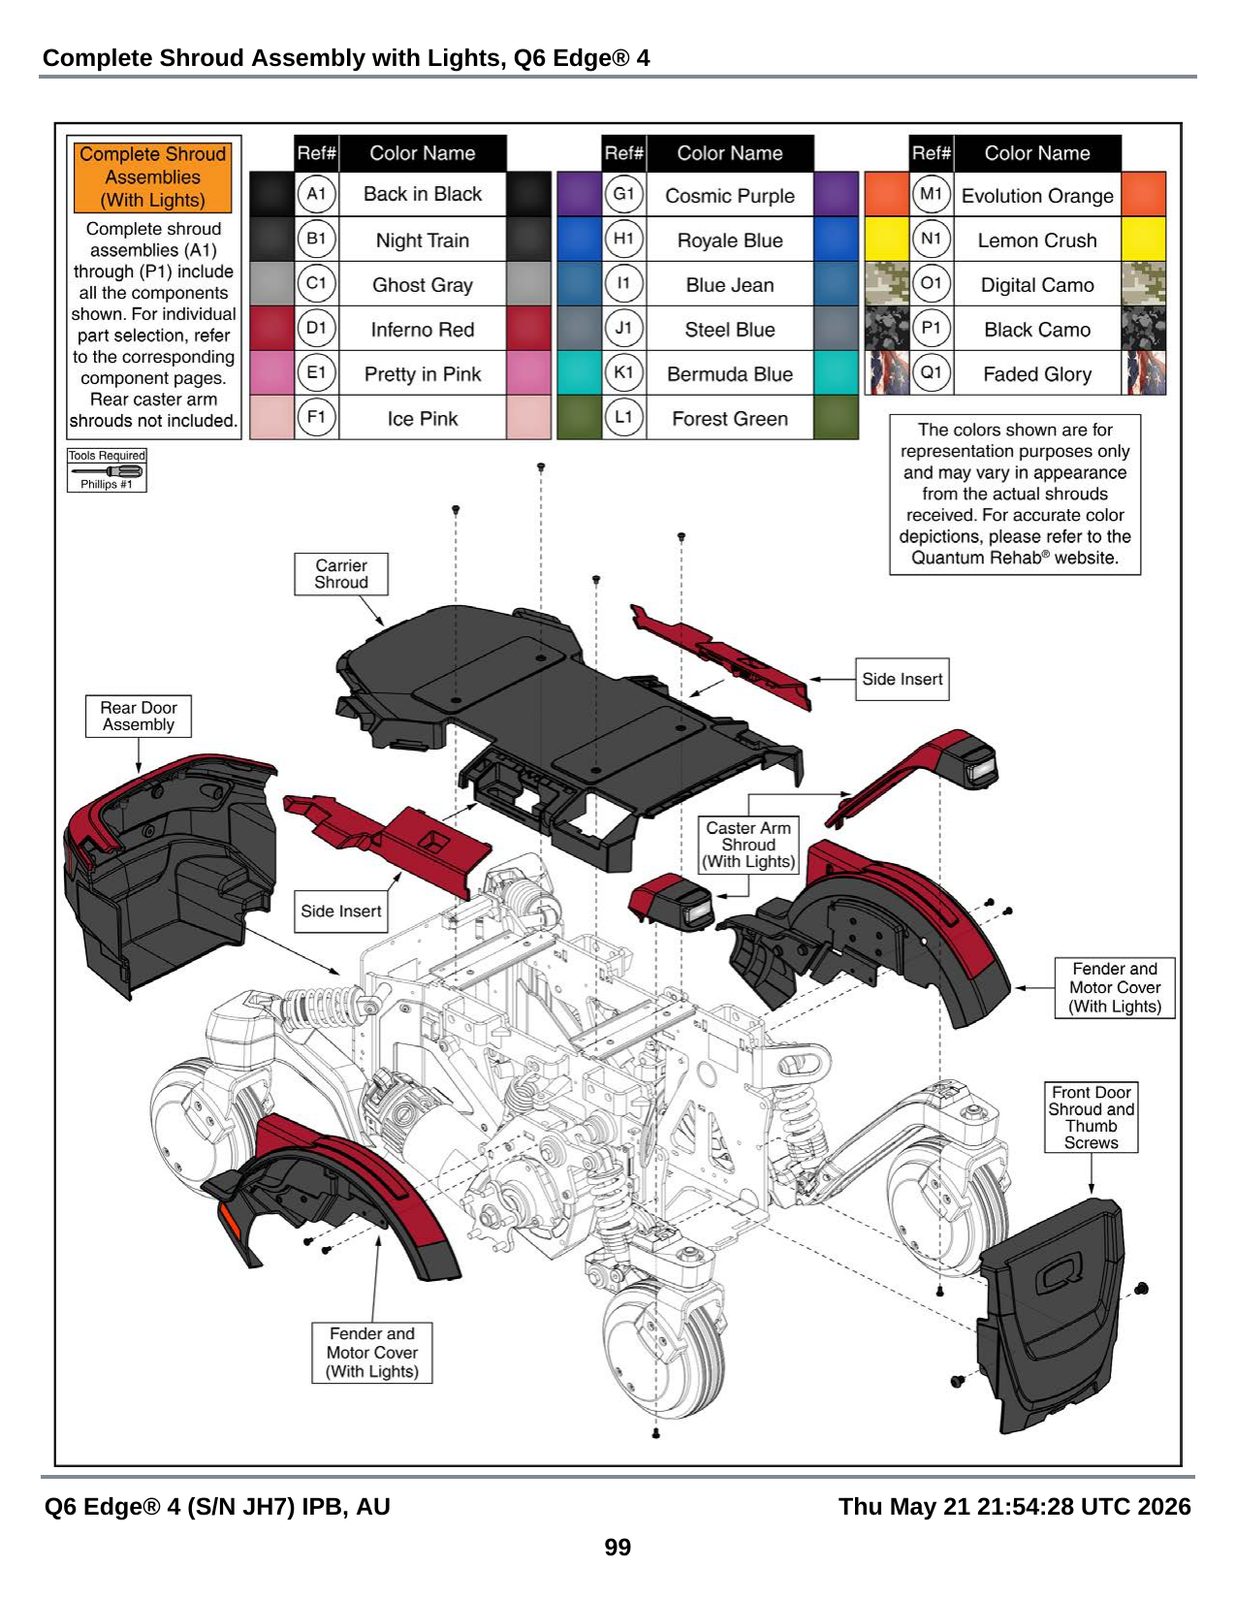 Complete Shroud Assembly with Lights, Q6 Edge® 4
Complete Shroud
Assemblies
(With Lights)
Complete shroud
assemblies (A1)
through (P1) include
all the components
shown. For individual
part selection, refer
to the corresponding
component pages.
Rear caster arm
shrouds not included.
Tools Required
Phillips #1
Ref# Color Name
A1 Back in Black
B1 Night Train
C1 Ghost Gray
D1 Inferno Red
E1 Pretty in Pink
F1 Ice Pink
Ref# Color Name
G1 Cosmic Purple
H1 Royale Blue
I1 Blue Jean
J1 Steel Blue
K1 Bermuda Blue
L1 Forest Green
Ref# Color Name
M1 Evolution Orange
N1 Lemon Crush
O1 Digital Camo
P1 Black Camo
Q1 Faded Glory
The colors shown are for
representation purposes only
and may vary in appearance
from the actual shrouds
received. For accurate color
depictions, please refer to the
Quantum Rehab® website.
Carrier
Shroud
Side Insert
Rear Door
Assembly
Caster Arm
Shroud
(With Lights)
Side Insert
Fender and
Motor Cover
(With Lights)
Front Door
Shroud and
Thumb
Screws
Fender and
Motor Cover
(With Lights)
Q6 Edge® 4 (S/N JH7) IPB, AU
Thu May 21 21:54:28 UTC 2026
99